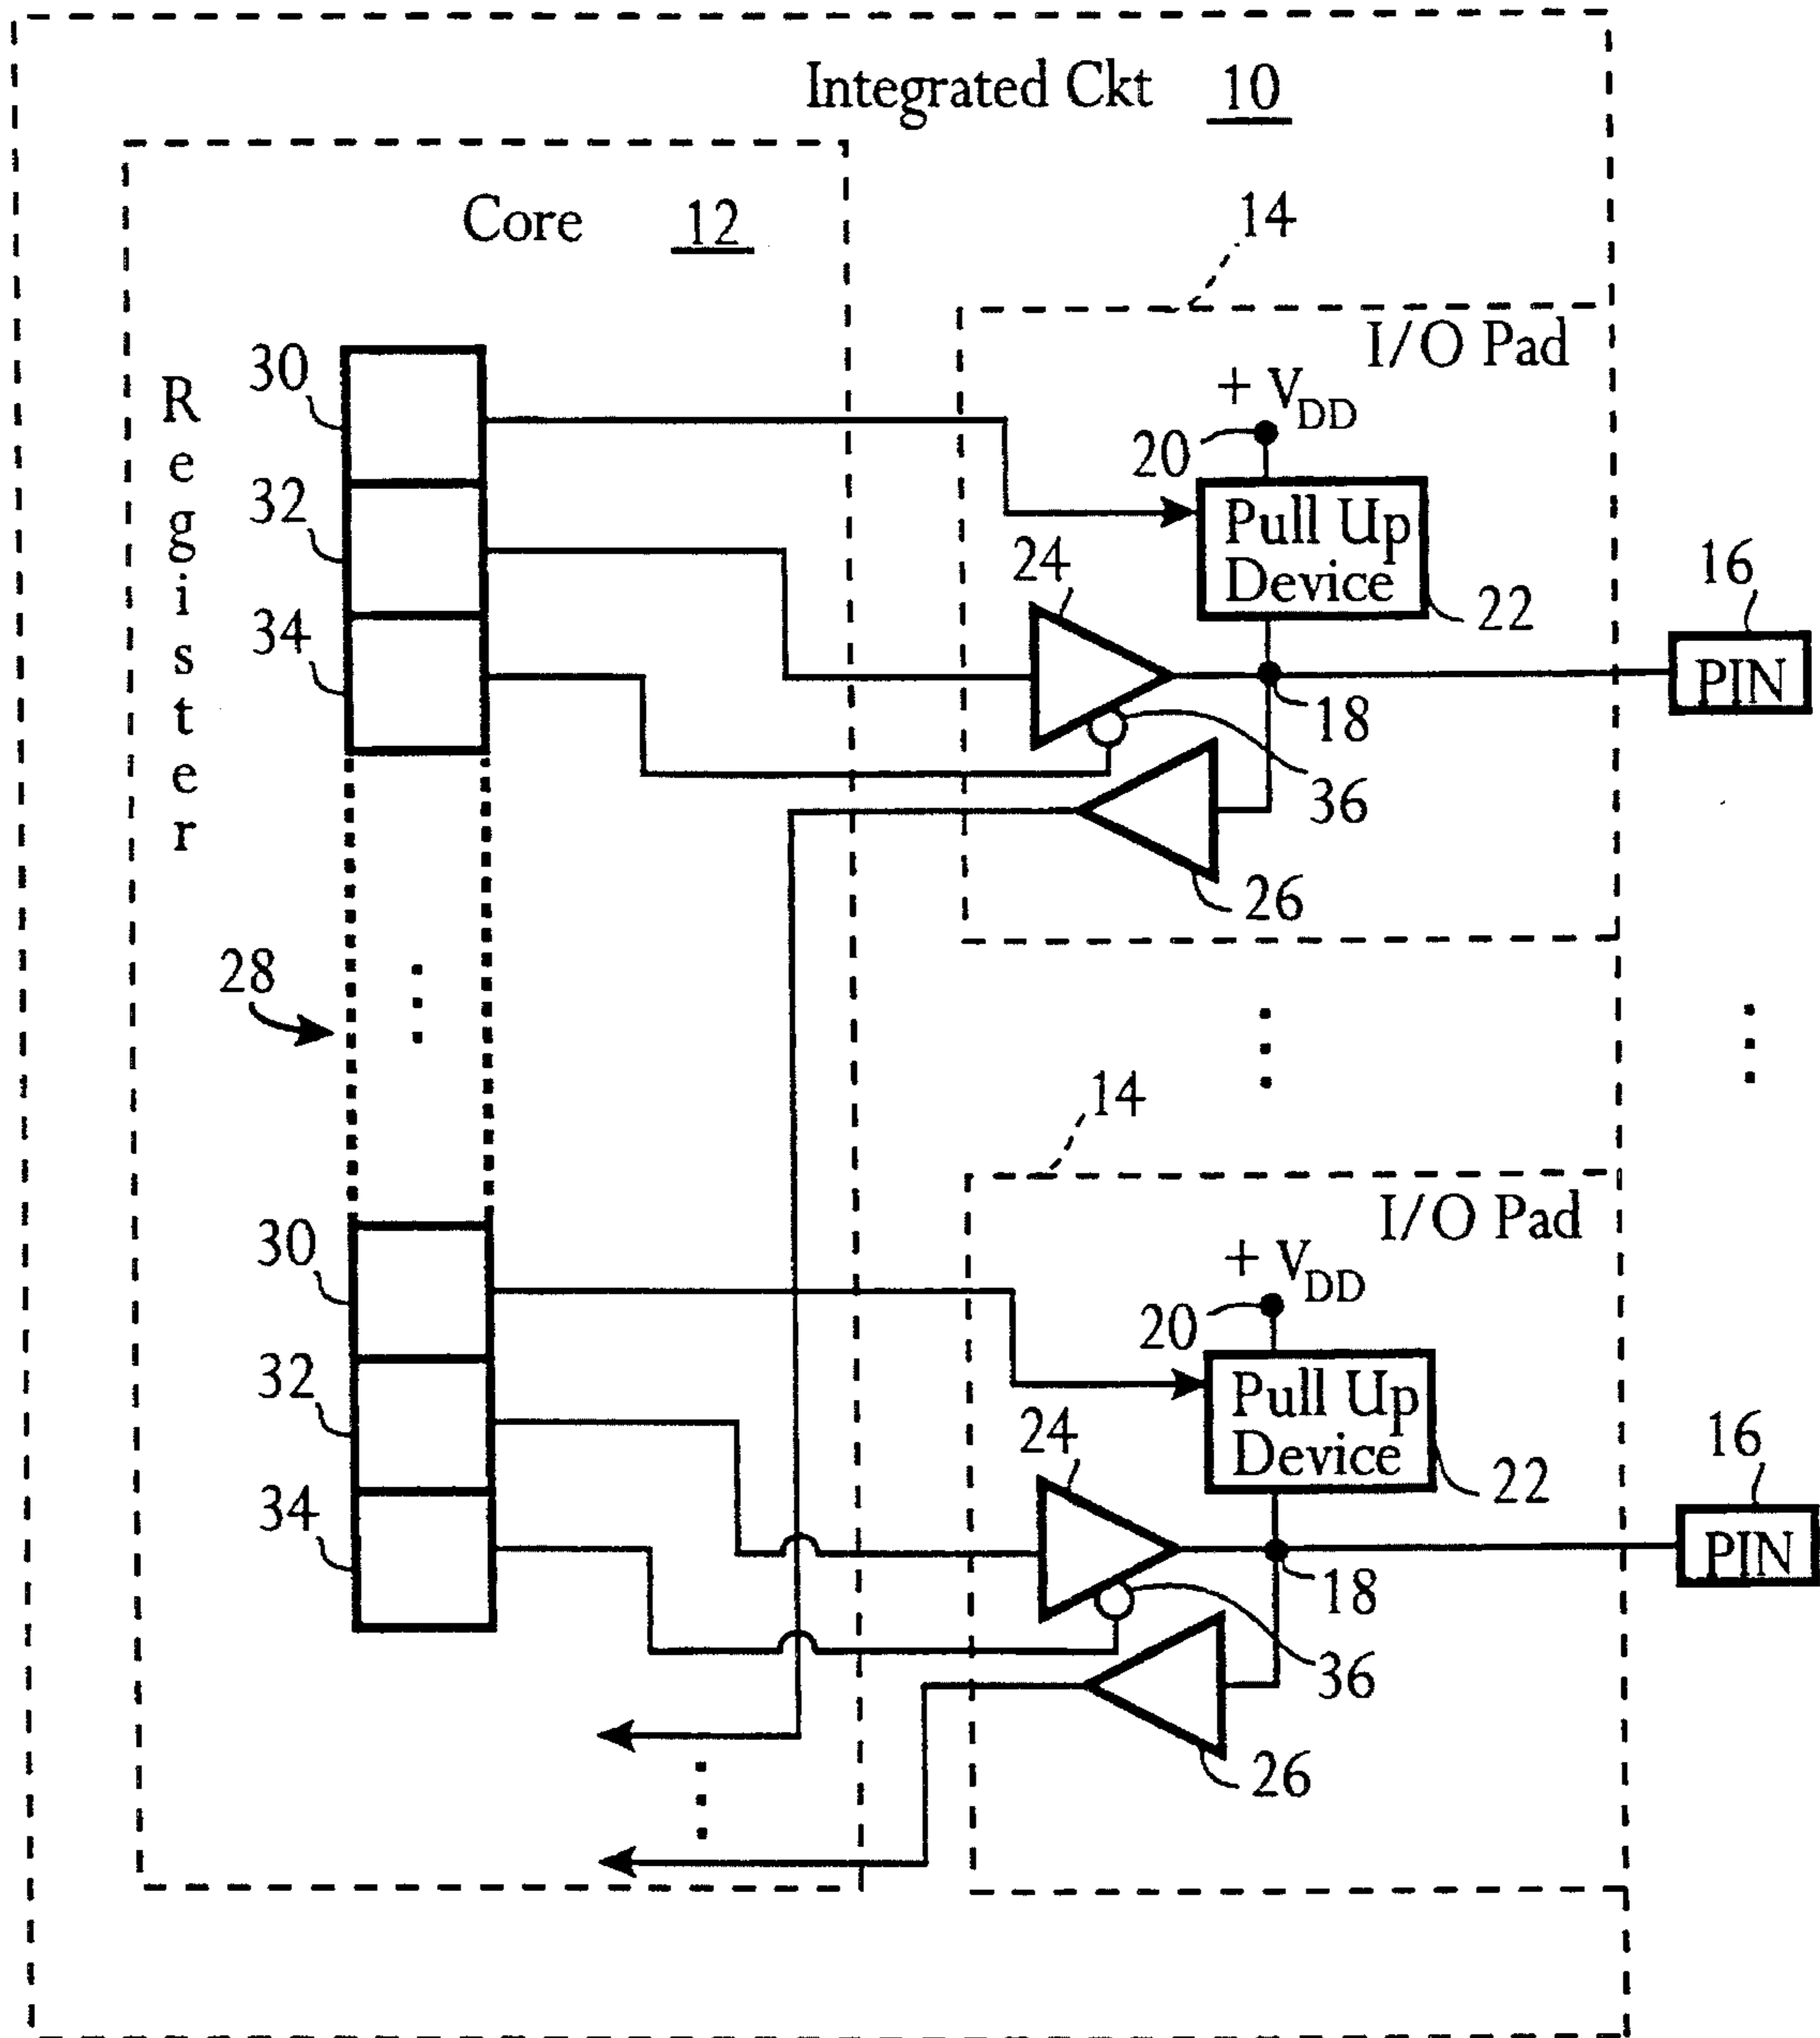 Integrated Ckt 10
Core 12
14
I/O Pad
+ VDD
20
Pull Up
Device
22
24
16
PIN
18
36
26
Register
30
32
34
28
14
I/O Pad
+ VDD
20
Pull Up
Device
22
24
16
PIN
18
36
26
30
32
34